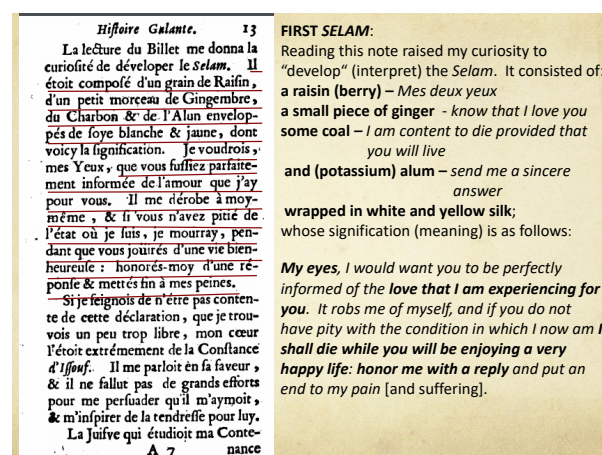 Hiſtoire Galante. 13
La lecture du Billet me donna la
curioſité de déveloper le Selam. Il
étoit compoſé d'un grain de Raiſin,
d'un petit morceau de Gingembre,
du Charbon & de l'Alun envelop-
pés de ſoye blanche & jaune, dont
voicy la ſignification. Je voudrois,
mes Yeux, que vous fuſſiez parfaite-
ment informée de l'amour que j'ay
pour vous. Il me dérobe à moy-
même, & ſi vous n'avez pitié de
l'état où je ſuis, je mourray, pen-
dant que vous joüirés d'une vie bien-
heureuſe : honorés-moy d'une ré-
ponſe & mettés fin à mes peines.
Si je feignois de n'être pas conten-
te de cette déclaration, que je trou-
vois un peu trop libre, mon cœur
l'étoit extrémement de la Conſtance
d'Iſſouf. Il me parloit en ſa faveur,
& il ne fallut pas de grands efforts
pour me perſuader qu'il m'aymoit,
& m'inſpirer de la tendreſſe pour luy.
La Juifve qui étudioit ma Conte-
A 7 nance
FIRST SELAM:
Reading this note raised my curiosity to
“develop” (interpret) the Selam. It consisted of:
a raisin (berry) – Mes deux yeux
a small piece of ginger - know that I love you
some coal – I am content to die provided that
you will live
and (potassium) alum – send me a sincere
answer
wrapped in white and yellow silk;
whose signification (meaning) is as follows:
My eyes, I would want you to be perfectly
informed of the love that I am experiencing for
you. It robs me of myself, and if you do not
have pity with the condition in which I now am I
shall die while you will be enjoying a very
happy life: honor me with a reply and put an
end to my pain [and suffering].